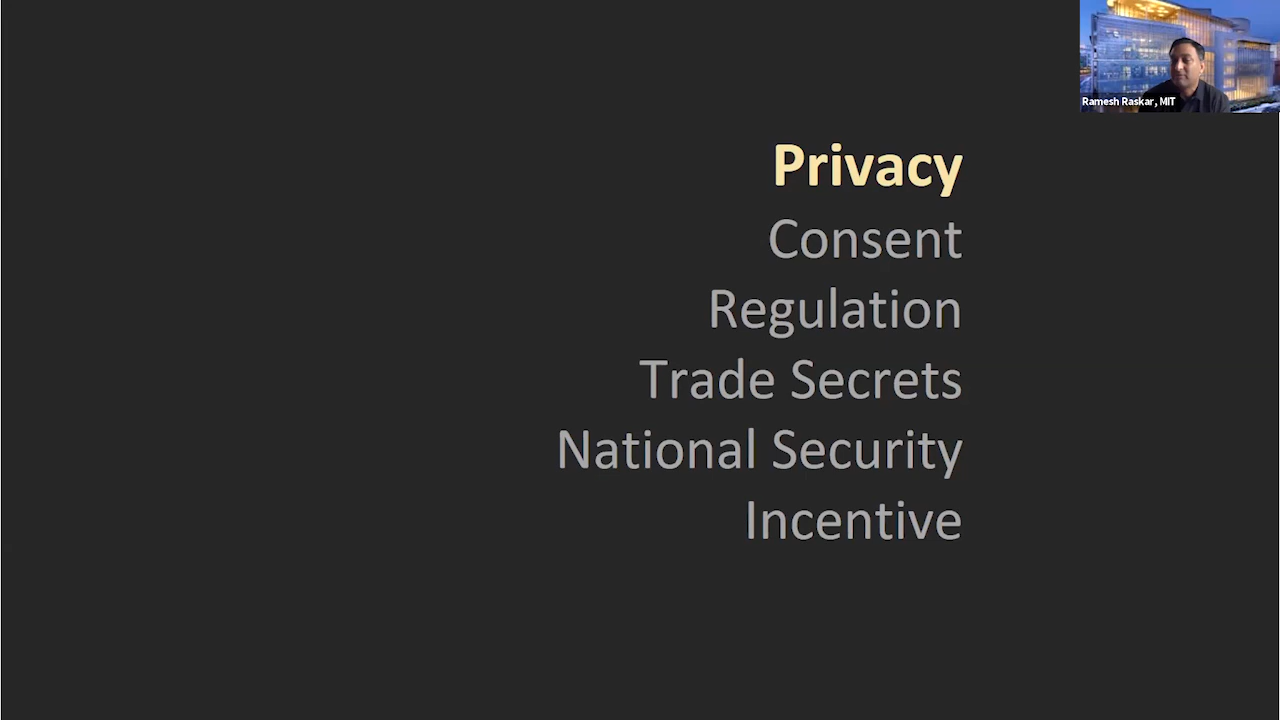 Ramesh Raskar, MIT
Privacy
Consent
Regulation
Trade Secrets
National Security
Incentive